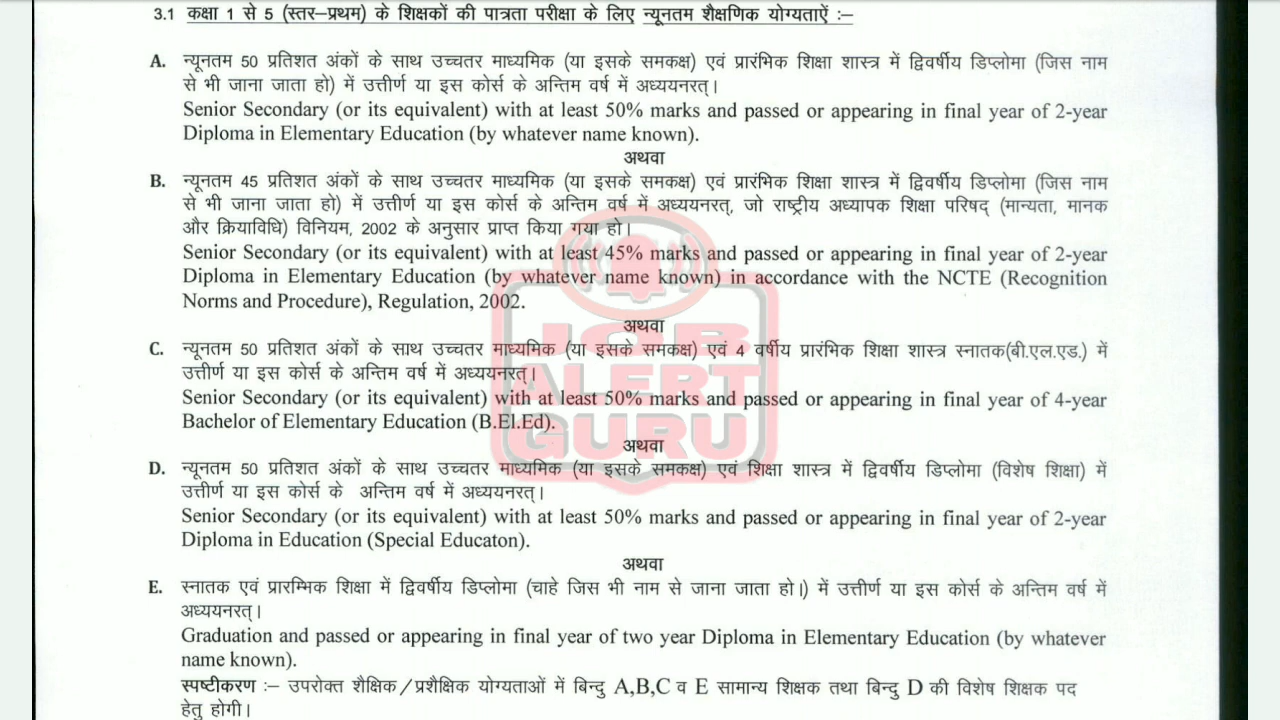 3.1 कक्षा 1 से 5 (स्तर–प्रथम) के शिक्षकों की पात्रता परीक्षा के लिए न्यूनतम शैक्षणिक योग्यताऐं :–
A. न्यूनतम 50 प्रतिशत अंकों के साथ उच्चतर माध्यमिक (या इसके समकक्ष) एवं प्रारंभिक शिक्षा शास्त्र में द्विवर्षीय डिप्लोमा (जिस नाम
से भी जाना जाता हो) में उत्तीर्ण या इस कोर्स के अन्तिम वर्ष में अध्ययनरत्।
Senior Secondary (or its equivalent) with at least 50% marks and passed or appearing in final year of 2-year
Diploma in Elementary Education (by whatever name known).
अथवा
B. न्यूनतम 45 प्रतिशत अंकों के साथ उच्चतर माध्यमिक (या इसके समकक्ष) एवं प्रारंभिक शिक्षा शास्त्र में द्विवर्षीय डिप्लोमा (जिस नाम
से भी जाना जाता हो) में उत्तीर्ण या इस कोर्स के अन्तिम वर्ष में अध्ययनरत्, जो राष्ट्रीय अध्यापक शिक्षा परिषद् (मान्यता, मानक
और क्रियाविधि) विनियम, 2002 के अनुसार प्राप्त किया गया हो।
Senior Secondary (or its equivalent) with at least 45% marks and passed or appearing in final year of 2-year
Diploma in Elementary Education (by whatever name known) in accordance with the NCTE (Recognition
Norms and Procedure), Regulation, 2002.
अथवा
C. न्यूनतम 50 प्रतिशत अंकों के साथ उच्चतर माध्यमिक (या इसके समकक्ष) एवं 4 वर्षीय प्रारंभिक शिक्षा शास्त्र स्नातक(बी.एल.एड.) में
उत्तीर्ण या इस कोर्स के अन्तिम वर्ष में अध्ययनरत्।
Senior Secondary (or its equivalent) with at least 50% marks and passed or appearing in final year of 4-year
Bachelor of Elementary Education (B.El.Ed).
JOB
ALERT
GURU
अथवा
D. न्यूनतम 50 प्रतिशत अंकों के साथ उच्चतर माध्यमिक (या इसके समकक्ष) एवं शिक्षा शास्त्र में द्विवर्षीय डिप्लोमा (विशेष शिक्षा) में
उत्तीर्ण या इस कोर्स के अन्तिम वर्ष में अध्ययनरत्।
Senior Secondary (or its equivalent) with at least 50% marks and passed or appearing in final year of 2-year
Diploma in Education (Special Educaton).
अथवा
E. स्नातक एवं प्रारम्भिक शिक्षा में द्विवर्षीय डिप्लोमा (चाहे जिस भी नाम से जाना जाता हो।) में उत्तीर्ण या इस कोर्स के अन्तिम वर्ष में
अध्ययनरत्।
Graduation and passed or appearing in final year of two year Diploma in Elementary Education (by whatever
name known).
स्पष्टीकरण :– उपरोक्त शैक्षिक/प्रशैक्षिक योग्यताओं में बिन्दु A,B,C व E सामान्य शिक्षक तथा बिन्दु D की विशेष शिक्षक पद
हेतु होगी।